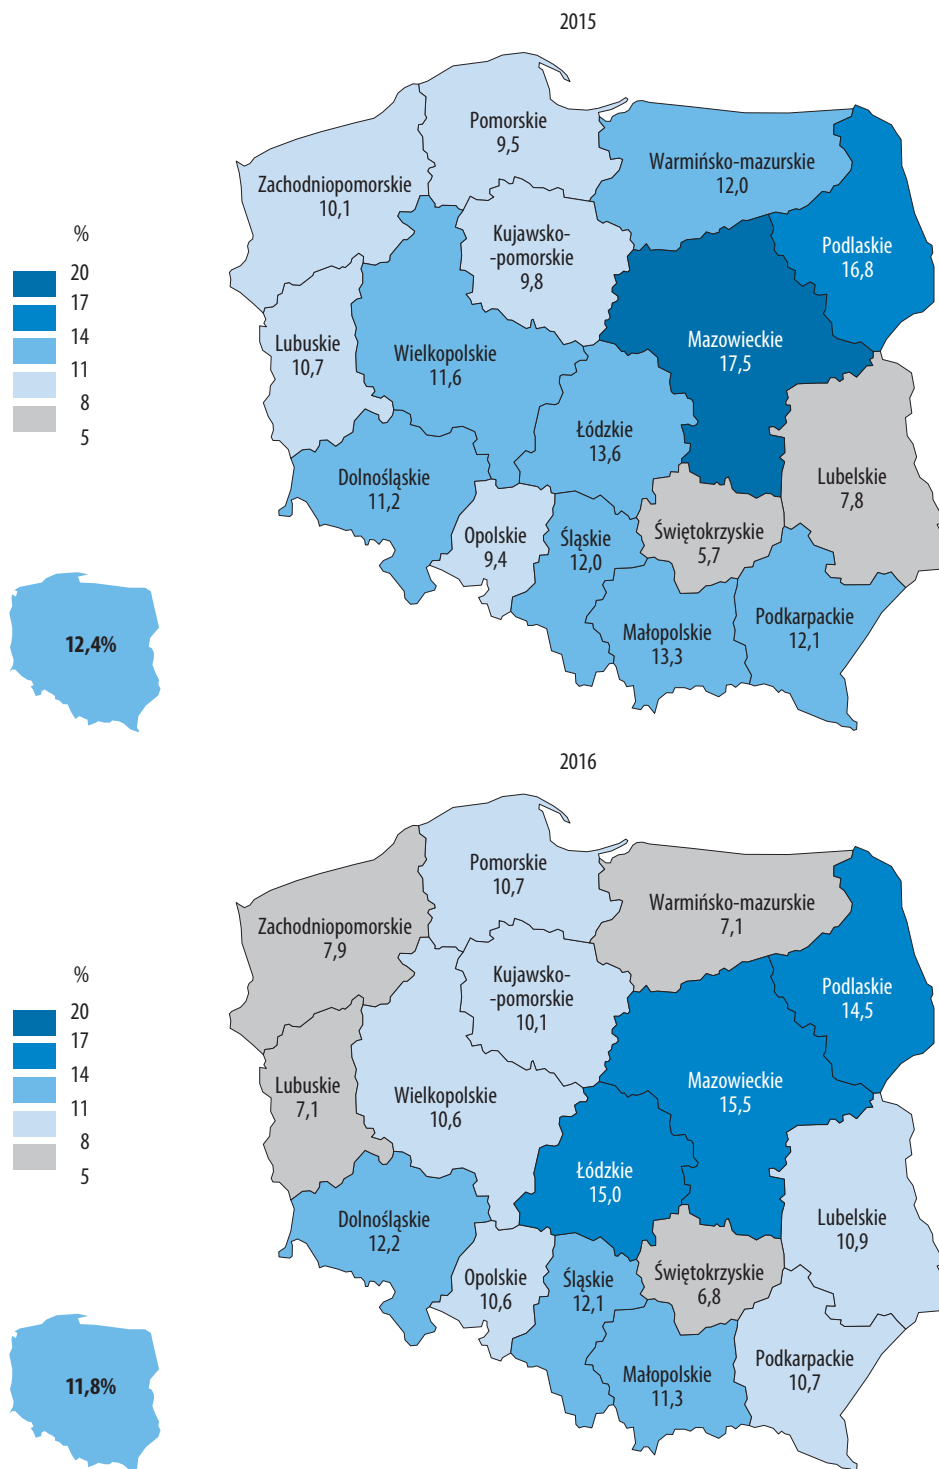 2015
Pomorskie
9,5
Warmińsko-mazurskie
12,0
Zachodniopomorskie
10,1
Podlaskie
16,8
Kujawsko-
-pomorskie
9,8
%
20
17
14
11
8
5
Mazowieckie
17,5
Lubuskie
10,7
Wielkopolskie
11,6
Łódzkie
13,6
Lubelskie
7,8
Dolnośląskie
11,2
Opolskie
9,4
Śląskie
12,0
Świętokrzyskie
5,7
Małopolskie
13,3
Podkarpackie
12,1
12,4%
2016
Pomorskie
10,7
Warmińsko-mazurskie
7,1
Zachodniopomorskie
7,9
Podlaskie
14,5
Kujawsko-
-pomorskie
10,1
%
20
17
14
11
8
5
Mazowieckie
15,5
Lubuskie
7,1
Wielkopolskie
10,6
Łódzkie
15,0
Lubelskie
10,9
Dolnośląskie
12,2
Opolskie
10,6
Śląskie
12,1
Świętokrzyskie
6,8
Małopolskie
11,3
Podkarpackie
10,7
11,8%